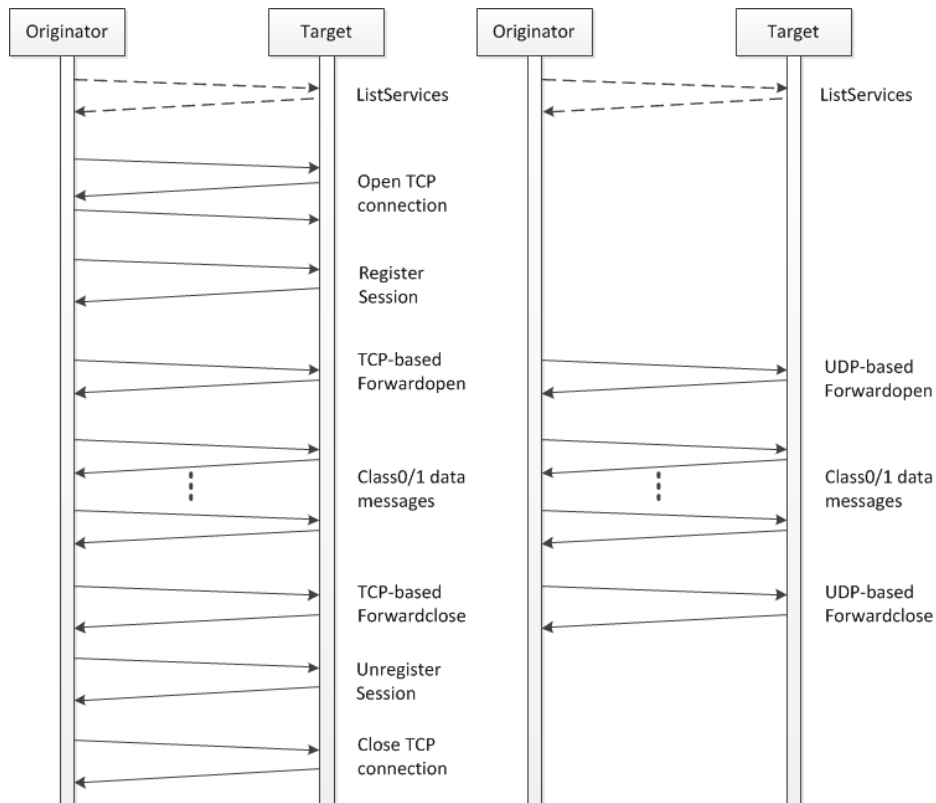 Originator
Target
ListServices
Open TCP
connection
Register
Session
TCP-based
Forwardopen
Class0/1 data
messages
TCP-based
Forwardclose
Unregister
Session
Close TCP
connection
Originator
Target
ListServices
UDP-based
Forwardopen
Class0/1 data
messages
UDP-based
Forwardclose